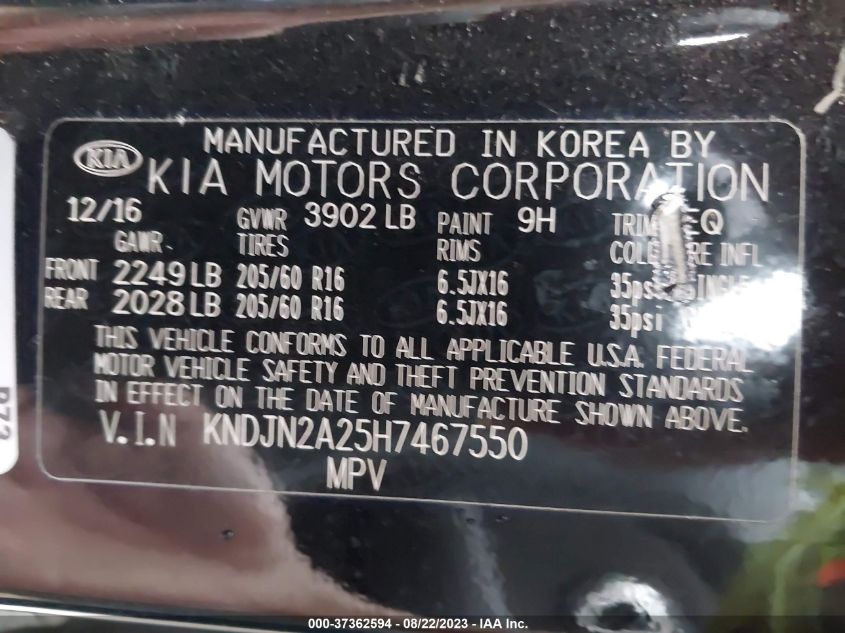 MANUFACTURED IN KOREA BY
KIA KIA MOTORS CORPORATION
12/16 GVWR 3902 LB PAINT 9H Q
GAWR TIRES RIMS INFL
FRONT 2249 LB 205/60 R16 6.5JX16 35psi
REAR 2028 LB 205/60 R16 6.5JX16 35psi
THIS VEHICLE CONFORMS TO ALL APPLICABLE U.S.A. FEDERAL
MOTOR VEHICLE SAFETY AND THEFT PREVENTION STANDARDS
IN EFFECT ON THE DATE OF MANUFACTURE SHOWN ABOVE.
V.I.N KNDJN2A25H7467550
MPV
000-37362594 - 08/22/2023 - IAA Inc.